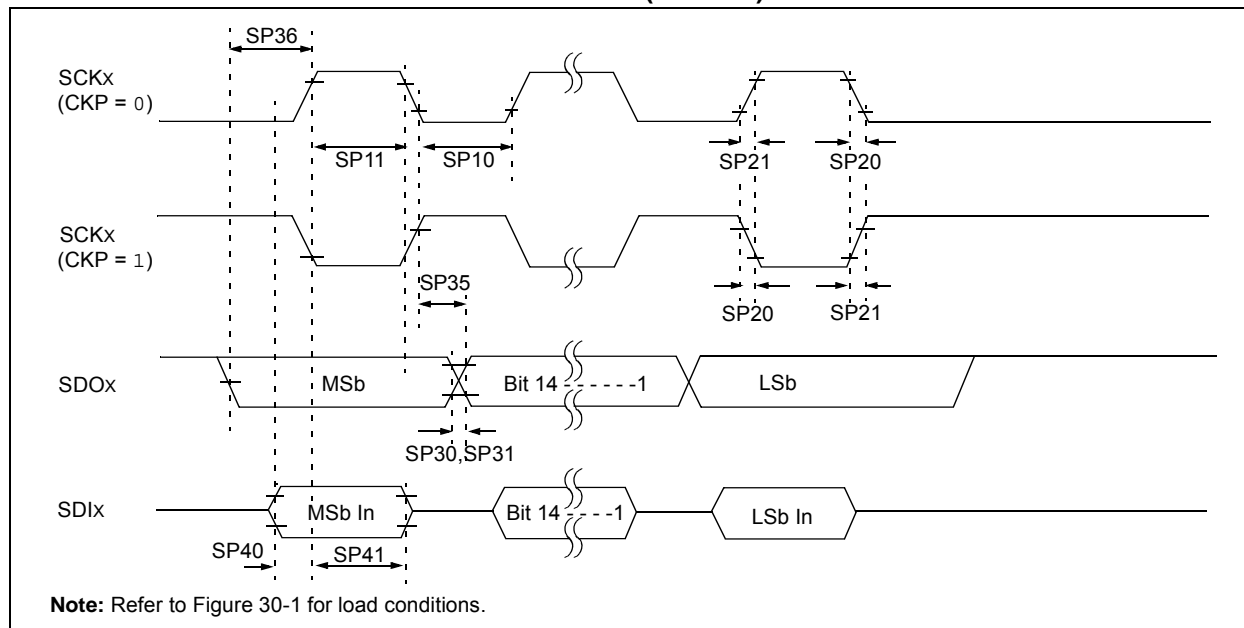 SP36
SCKx
(CKP = 0)
SP11
SP10
SP21
SP20
SCKx
(CKP = 1)
SP35
SP20
SP21
SDOx
MSb
Bit 14 - - - - - -1
LSb
SP30,SP31
SDIx
MSb In
Bit 14 - - - -1
LSb In
SP40
SP41
Note: Refer to Figure 30-1 for load conditions.